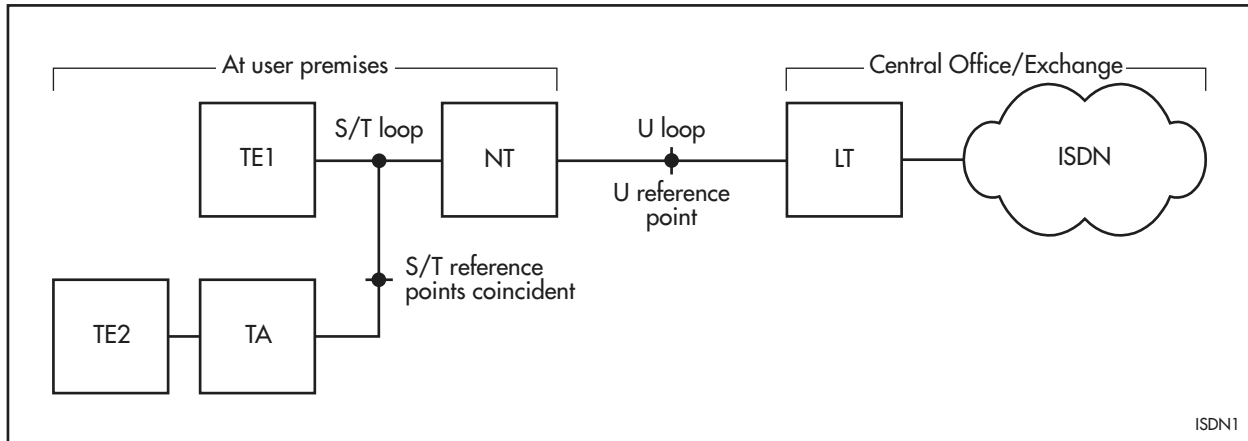 At user premises
Central Office/Exchange
S/T loop
U loop
TE1
NT
LT
ISDN
U reference
point
S/T reference
points coincident
TE2
TA
ISDN1